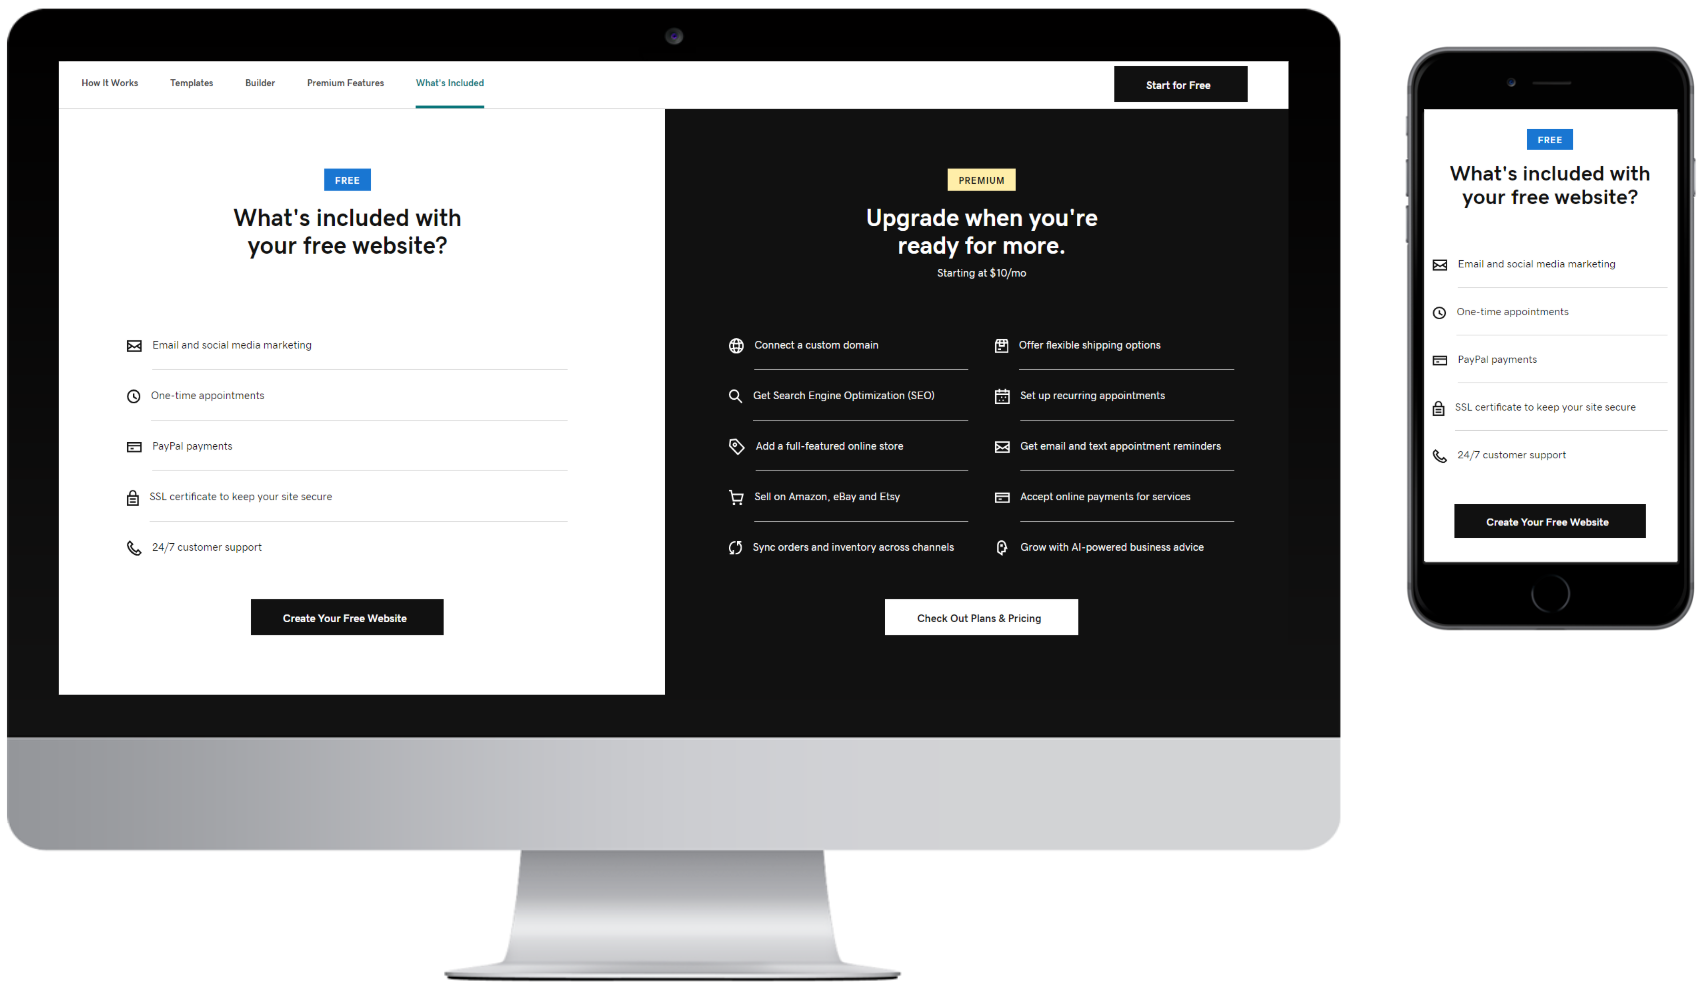 How It Works
Templates
Builder
Premium Features
What's Included
Start for Free
FREE
What's included with
your free website?
Email and social media marketing
One-time appointments
PayPal payments
SSL certificate to keep your site secure
24/7 customer support
Create Your Free Website
PREMIUM
Upgrade when you're
ready for more.
Starting at $10/mo
Connect a custom domain
Get Search Engine Optimization (SEO)
Add a full-featured online store
Sell on Amazon, eBay and Etsy
Sync orders and inventory across channels
Offer flexible shipping options
Set up recurring appointments
Get email and text appointment reminders
Accept online payments for services
Grow with AI-powered business advice
Check Out Plans & Pricing
FREE
What's included with
your free website?
Email and social media marketing
One-time appointments
PayPal payments
SSL certificate to keep your site secure
24/7 customer support
Create Your Free Website